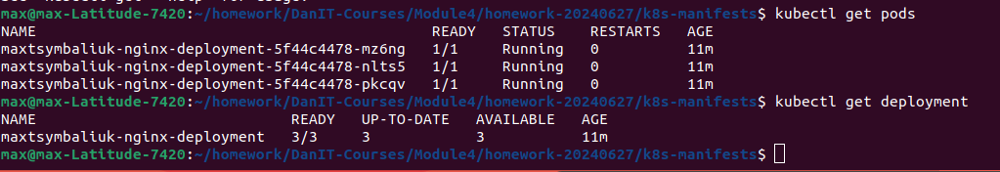 max@max-Latitude-7420:~/homework/DanIT-Courses/Module4/homework-20240627/k8s-manifests$ kubectl get pods
NAME READY STATUS RESTARTS AGE
maxtsymbaliuk-nginx-deployment-5f44c4478-mz6ng 1/1 Running 0 11m
maxtsymbaliuk-nginx-deployment-5f44c4478-nlts5 1/1 Running 0 11m
maxtsymbaliuk-nginx-deployment-5f44c4478-pkcqv 1/1 Running 0 11m
max@max-Latitude-7420:~/homework/DanIT-Courses/Module4/homework-20240627/k8s-manifests$ kubectl get deployment
NAME READY UP-TO-DATE AVAILABLE AGE
maxtsymbaliuk-nginx-deployment 3/3 3 3 11m
max@max-Latitude-7420:~/homework/DanIT-Courses/Module4/homework-20240627/k8s-manifests$